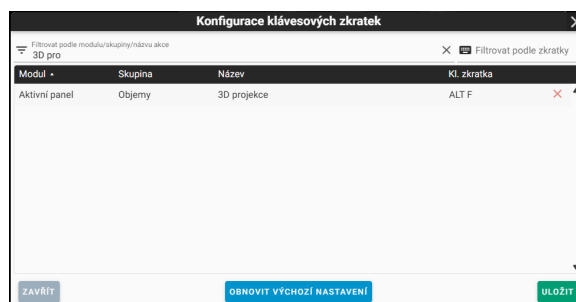 Konfigurace klávesových zkratek
Filtrovat podle modulu/skupiny/názvu akce
3D pro
Filtrovat podle zkratky
Modul Skupina Název Kl. zkratka
Aktivní panel Objemy 3D projekce ALT F
ZAVŘÍT OBNOVIT VÝCHOZÍ NASTAVENÍ ULOŽIT